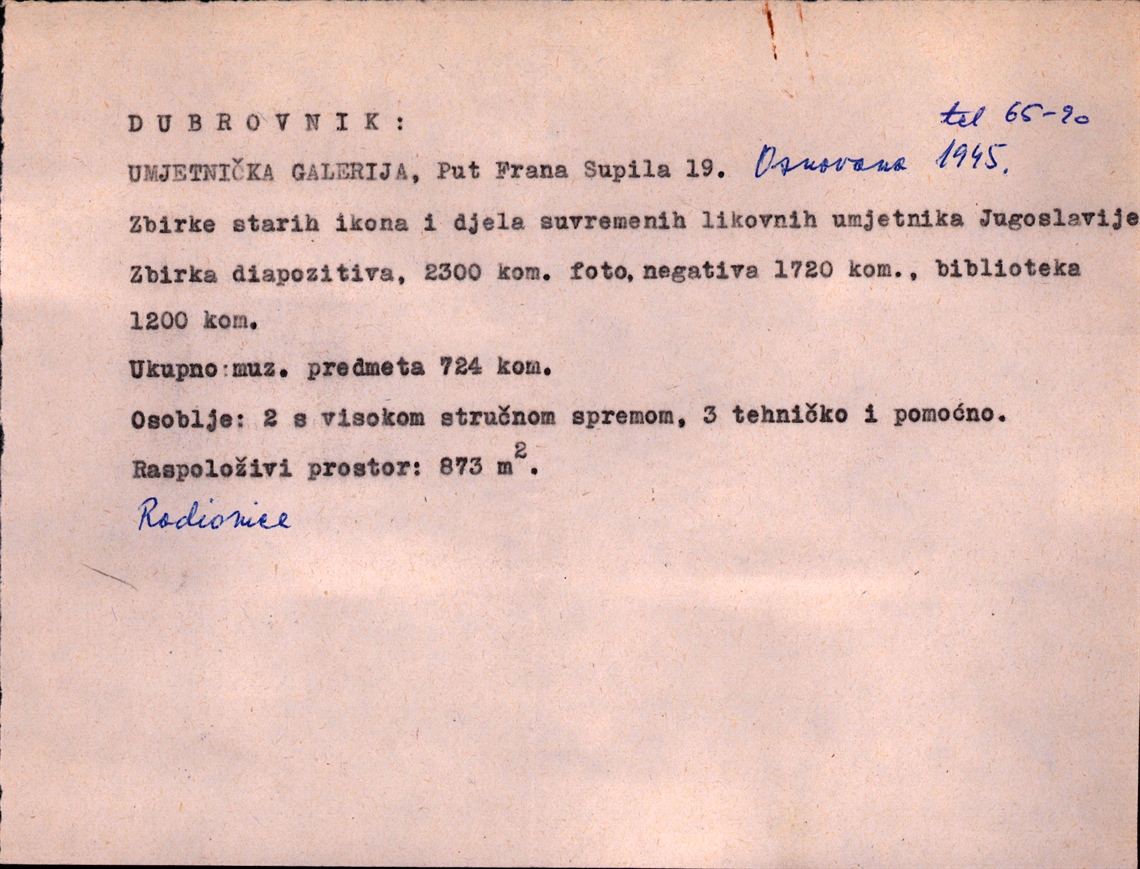 DUBROVNIK:
tel 65-90
UMJETNIČKA GALERIJA, Put Frana Supila 19. Osnovana 1945.
Zbirke starih ikona i djela suvremenih likovnih umjetnika Jugoslavije
Zbirka diapozitiva, 2300 kom. foto, negativa 1720 kom., biblioteka
1200 kom.
Ukupno:muz. predmeta 724 kom.
Osoblje: 2 s visokom stručnom spremom, 3 tehničko i pomoćno.
Raspoloživi prostor: 873 m².
Radionice